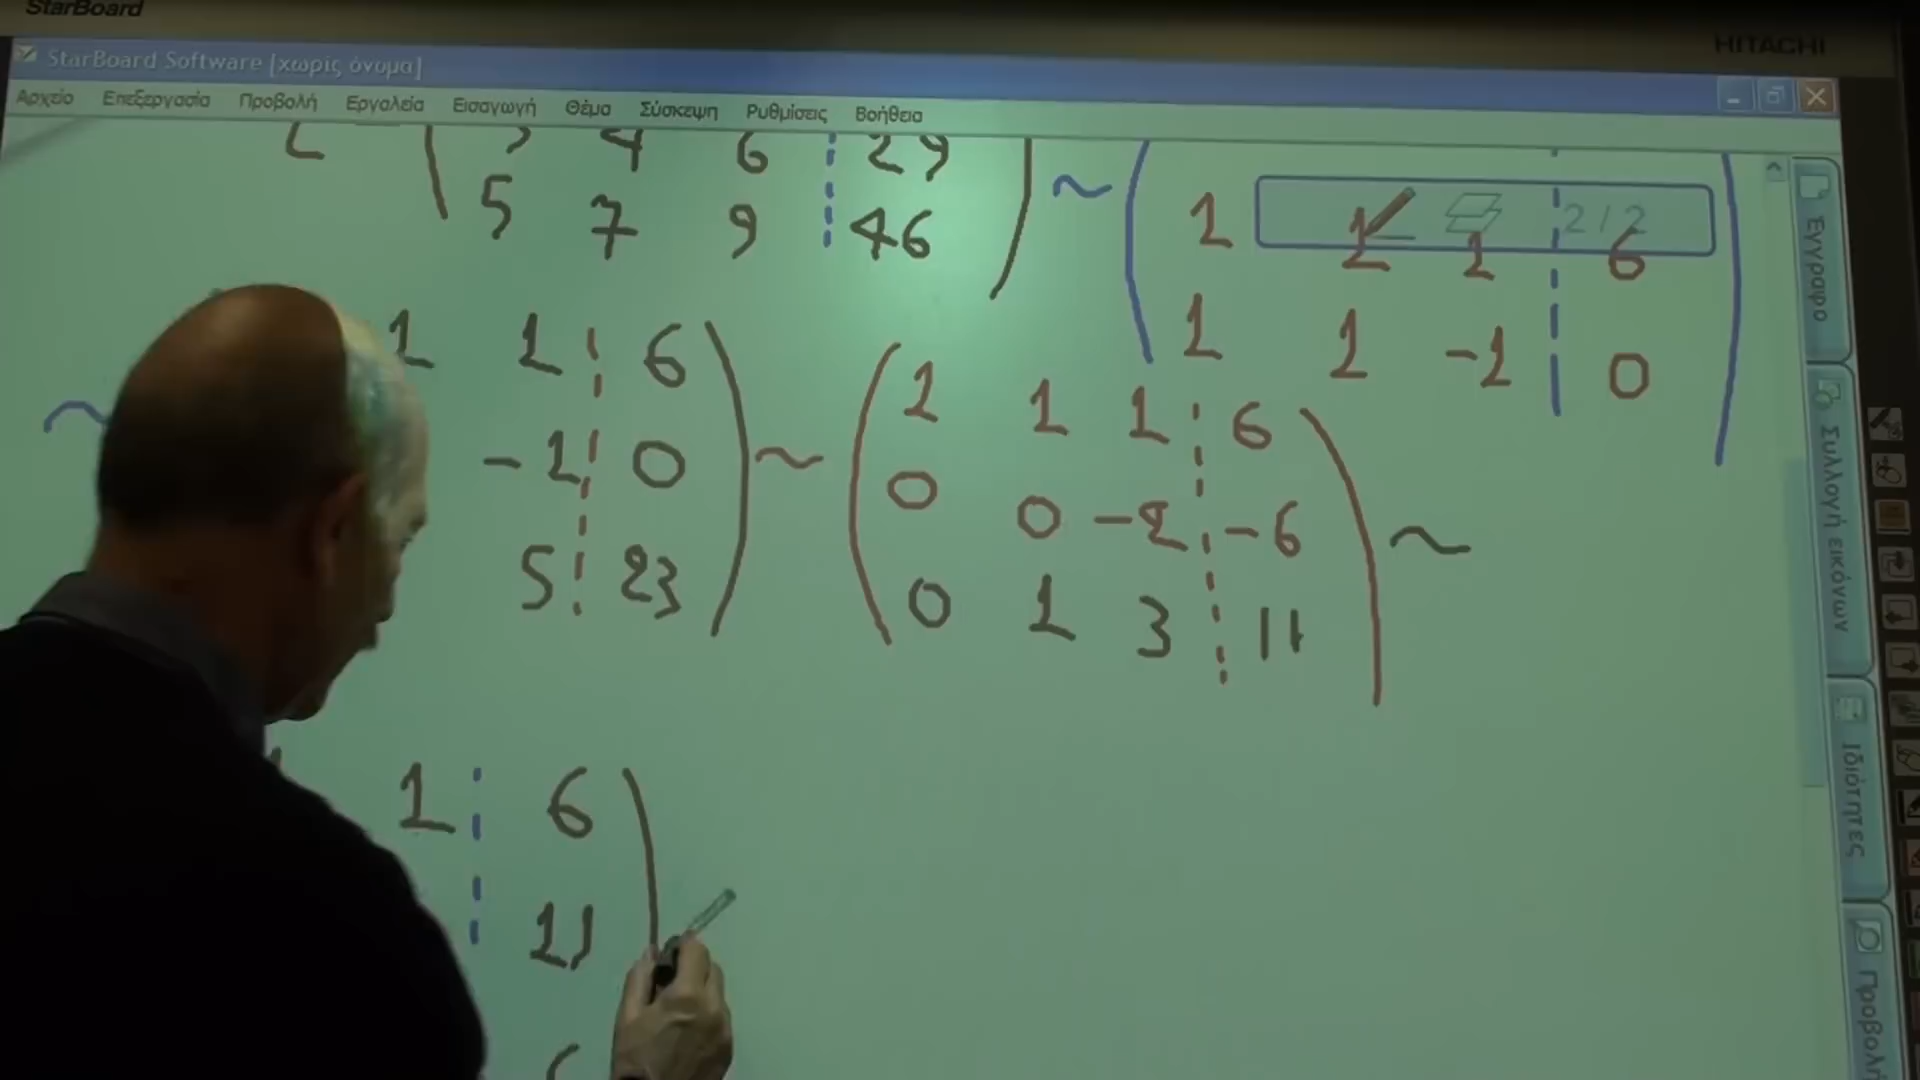 StarBoard
HITACHI
StarBoard Software [χωρίς όνομα]
Αρχείο Επεξεργασία Προβολή Εργαλεία Εισαγωγή Θέμα Σύσκεψη Ρυθμίσεις Βοήθεια
4 6 29
5 7 9 46
~
2 / 2
1 1 1 6
1 1 -1 0
~
1 1 6
-1 0
5 23
~
1 1 1 6
0 0 -2 -6
0 1 3 11
~
1 6
11
6
Έγγραφο
Συλλογή εικόνων
Ιδιότητες
Προβολή